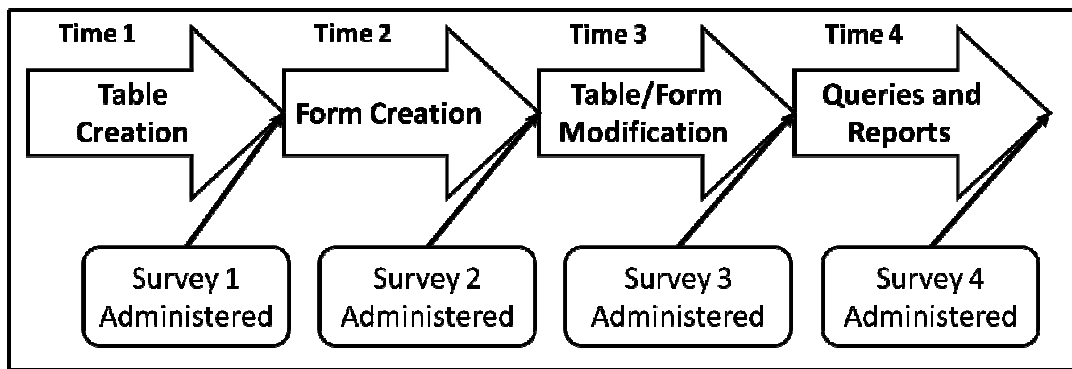 Time 1
Time 2
Time 3
Time 4
Table
Creation
Form Creation
Table/Form
Modification
Queries and
Reports
Survey 1
Administered
Survey 2
Administered
Survey 3
Administered
Survey 4
Administered